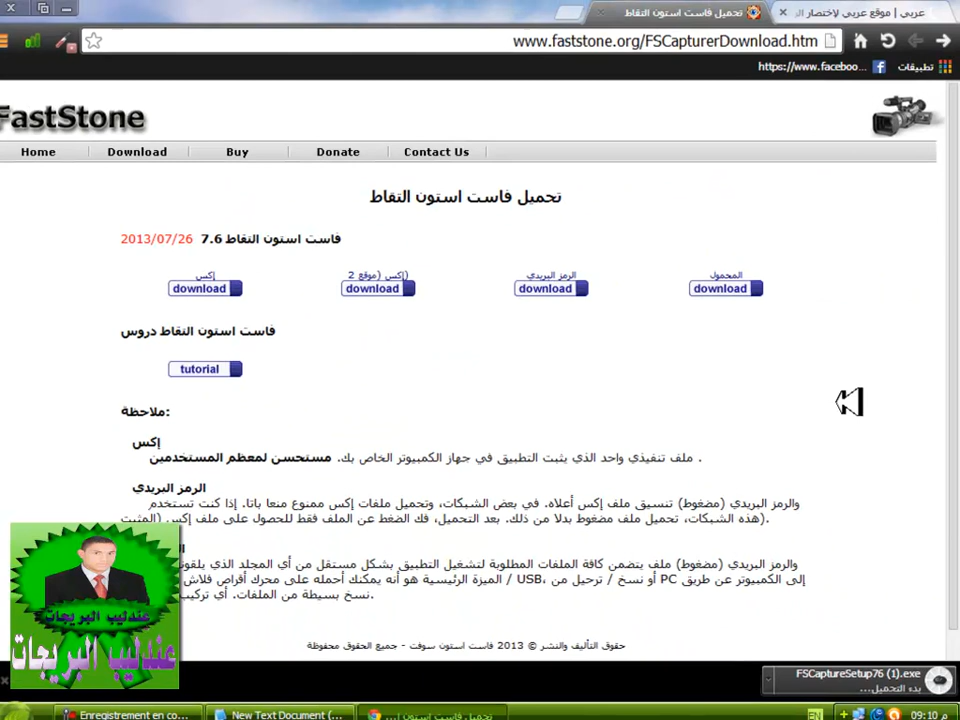 تحميل فاست استون التقاط
عربي | موقع عربي لإختصار الر
www.faststone.org/FSCapturerDownload.htm
https://www.faceboo...
تطبيقات
FastStone
Home Download Buy Donate Contact Us
تحميل فاست استون التقاط
فاست استون التقاط 7.6 2013/07/26
إكس
إكس (موقع 2)
الرمز البريدي
المحمول
download download download download
فاست استون التقاط دروس
tutorial
ملاحظة:
إكس
ملف تنفيذي واحد الذي يثبت التطبيق في جهاز الكمبيوتر الخاص بك. مستحسن لمعظم المستخدمين .
الرمز البريدي
والرمز البريدي (مضغوط) تنسيق ملف إكس أعلاه. في بعض الشبكات، وتحميل ملفات إكس ممنوع منعا باتا. إذا كنت تستخدم
هذه الشبكات، تحميل ملف مضغوط بدلا من ذلك. بعد التحميل، فك الضغط عن الملف فقط للحصول على ملف إكس (المثبت).
والرمز البريدي (مضغوط) ملف يتضمن كافة الملفات المطلوبة لتشغيل التطبيق بشكل مستقل من أي المجلد الذي
إلى الكمبيوتر عن طريق PC أو نسخ / ترحيل من ،USB / الميزة الرئيسية هو أنه يمكنك أحمله على محرك أقراص فلاش
نسخ بسيطة من الملفات. أي
عندليب البريجات
عندليب البريجات
حقوق التأليف والنشر © 2013 فاست استون سوفت - جميع الحقوق محفوظة
FSCaptureSetup76 (1).exe
بدء التحميل...
Enregistrement en co...
New Text Document (...
تحميل فاست استون ا...
EN
09:10 م